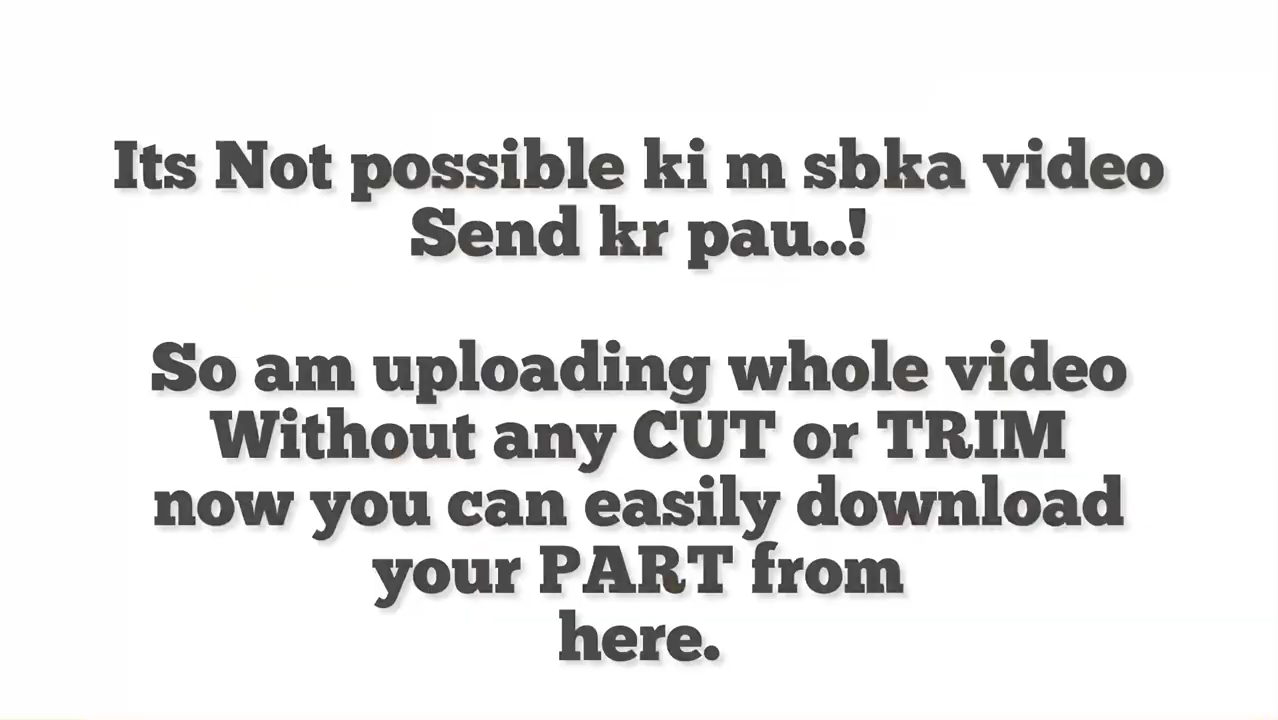 Its Not possible ki m sbka video
Send kr pau..!
So am uploading whole video
Without any CUT or TRIM
now you can easily download
your PART from
here.